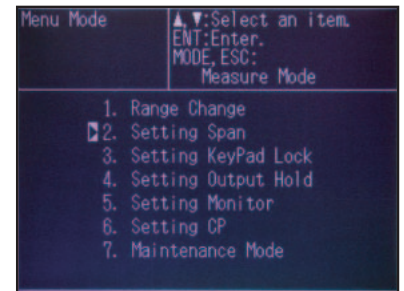 Menu Mode
▲,▼:Select an item.
ENT:Enter.
MODE,ESC:
Measure Mode
1. Range Change
2. Setting Span
3. Setting KeyPad Lock
4. Setting Output Hold
5. Setting Monitor
6. Setting CP
7. Maintenance Mode